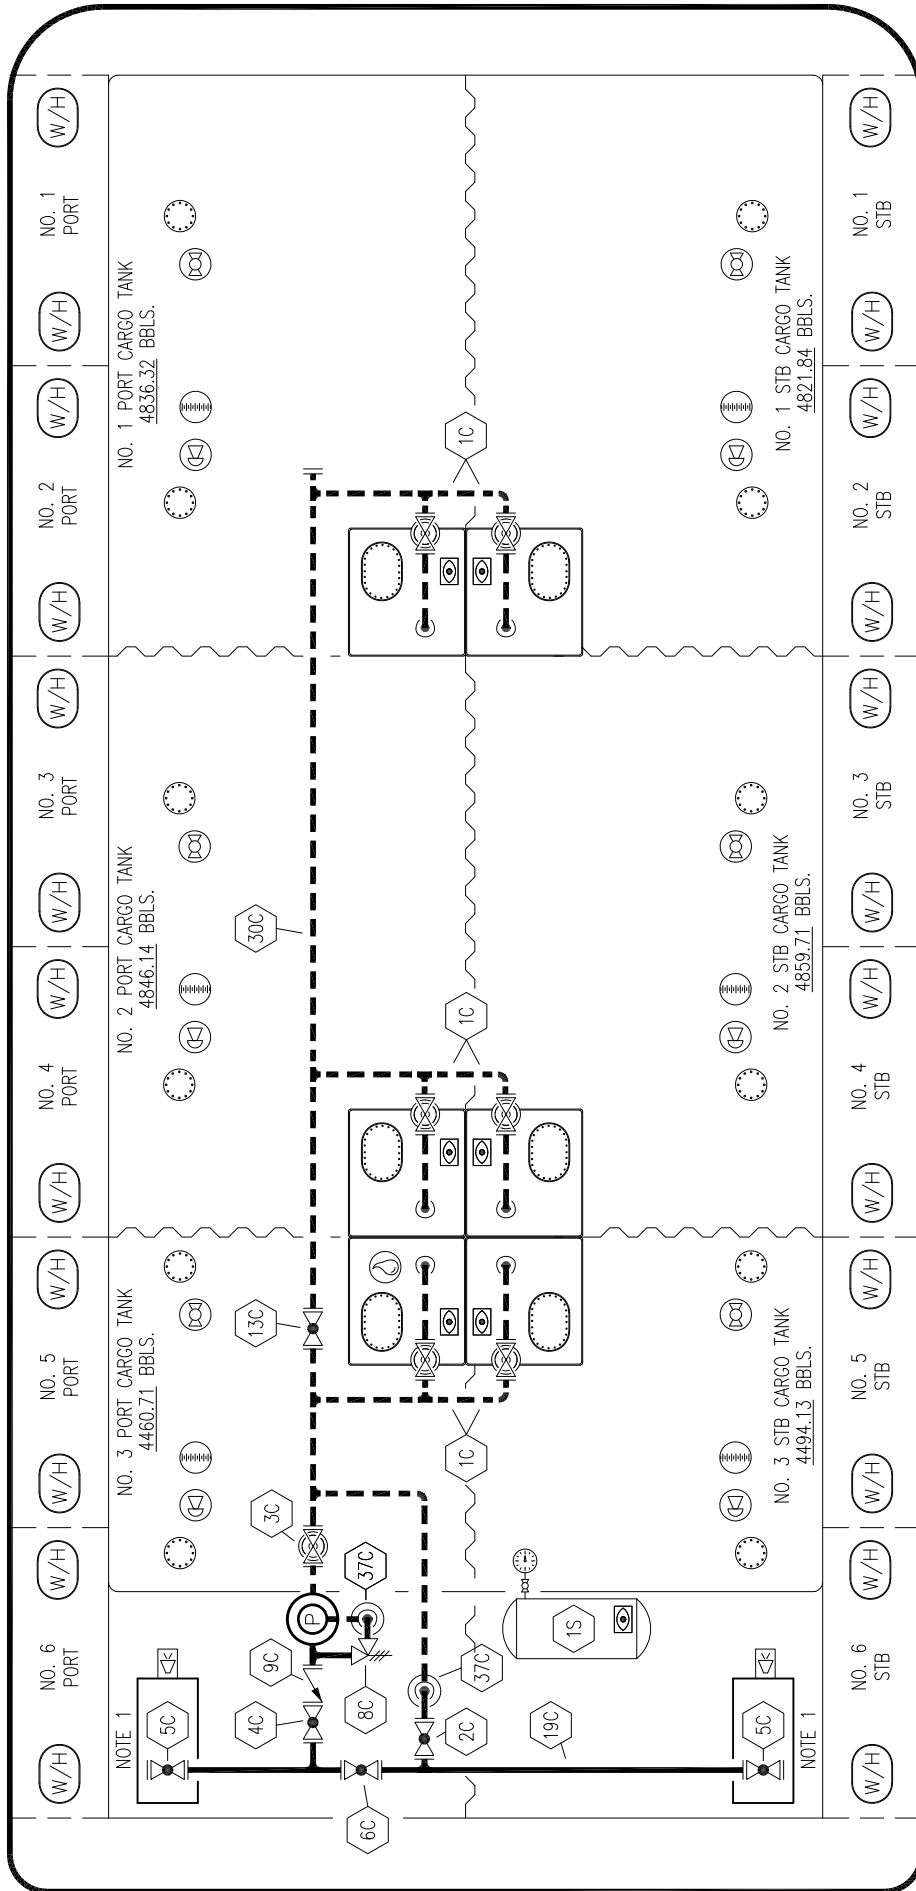 W/H
NO. 6
PORT
W/H
W/H
NO. 5
PORT
W/H
W/H
NO. 4
PORT
W/H
W/H
NO. 3
PORT
W/H
W/H
NO. 2
PORT
W/H
W/H
NO. 1
PORT
W/H
NOTE 1
5C
NO. 3 PORT CARGO TANK
4460.71 BBLS.
NO. 2 PORT CARGO TANK
4846.14 BBLS.
NO. 1 PORT CARGO TANK
4836.32 BBLS.
4C
9C
3C
13C
30C
P
6C
8C
37C
2C
37C
1C
1C
1C
19C
1S
5C
NOTE 1
NO. 3 STB CARGO TANK
4494.13 BBLS.
NO. 2 STB CARGO TANK
4859.71 BBLS.
NO. 1 STB CARGO TANK
4821.84 BBLS.
W/H
NO. 6
STB
W/H
W/H
NO. 5
STB
W/H
W/H
NO. 4
STB
W/H
W/H
NO. 3
STB
W/H
W/H
NO. 2
STB
W/H
W/H
NO. 1
STB
W/H